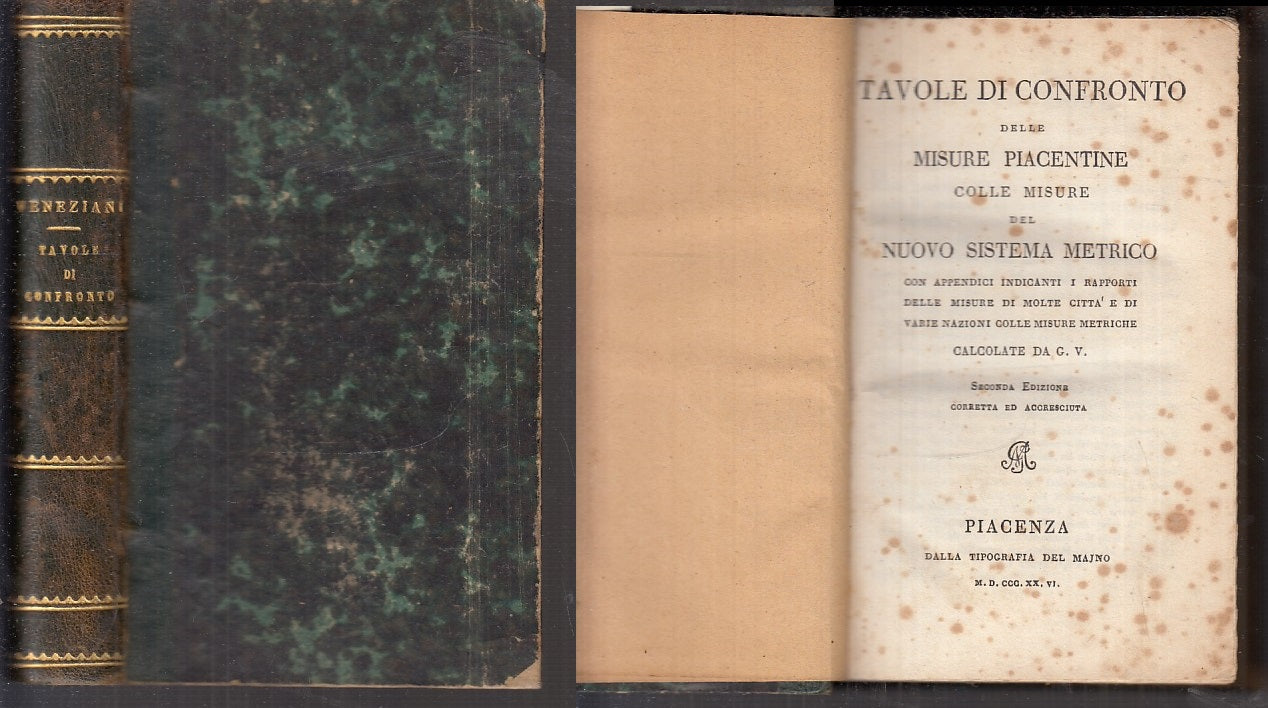 VENEZIANI
TAVOLE
DI
CONFRONTO
TAVOLE DI CONFRONTO
DELLE
MISURE PIACENTINE
COLLE MISURE
DEL
NUOVO SISTEMA METRICO
CON APPENDICI INDICANTI I RAPPORTI
DELLE MISURE DI MOLTE CITTA' E DI
VARIE NAZIONI COLLE MISURE METRICHE
CALCOLATE DA G. V.
SECONDA EDIZIONE
CORRETTA ED ACCRESCIUTA
PIACENZA
DALLA TIPOGRAFIA DEL MAJNO
M. D. CCC. XX. VI.